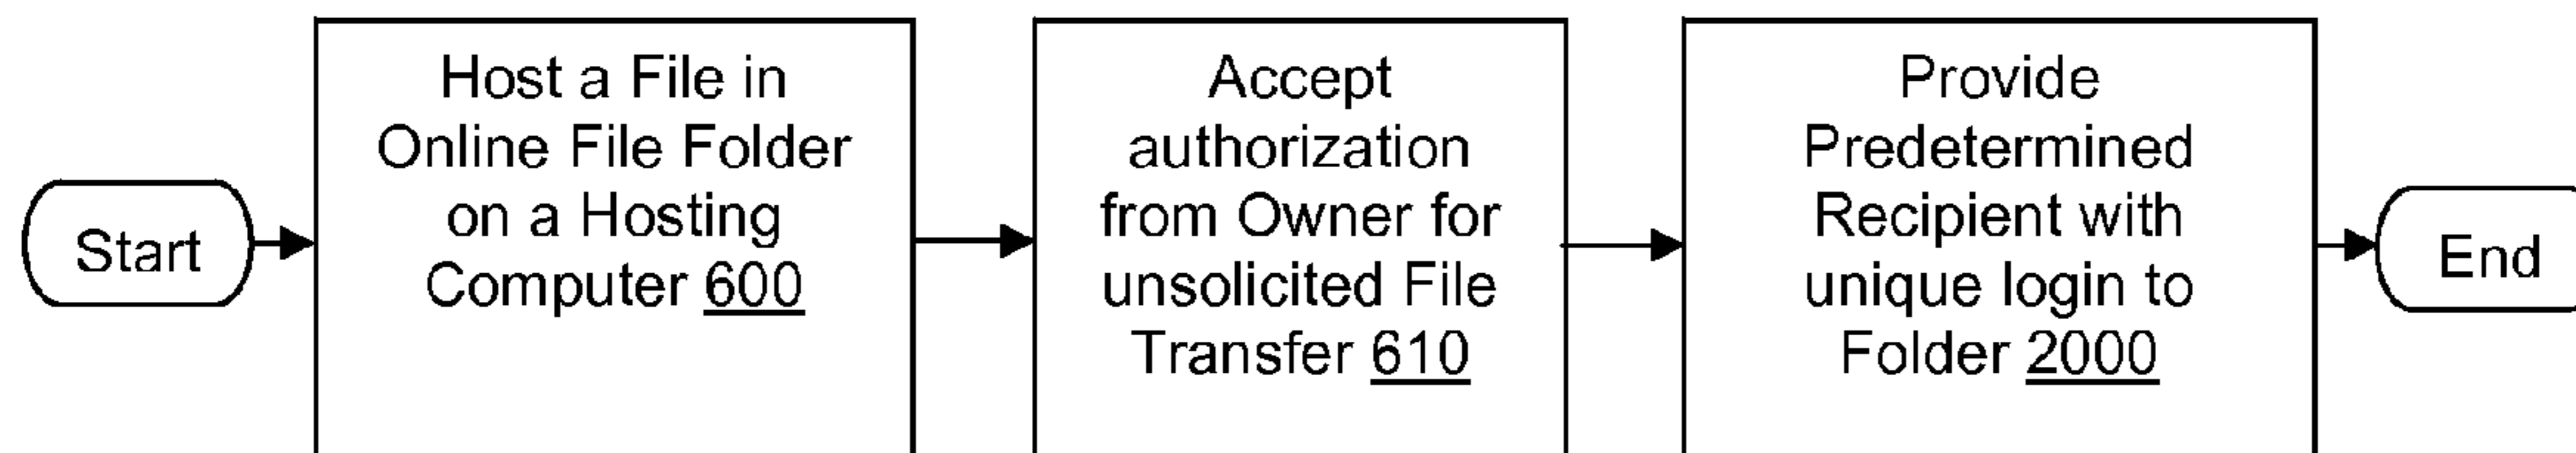 Start
Host a File in
Online File Folder
on a Hosting
Computer 600
Accept
authorization
from Owner for
unsolicited File
Transfer 610
Provide
Predetermined
Recipient with
unique login to
Folder 2000
End